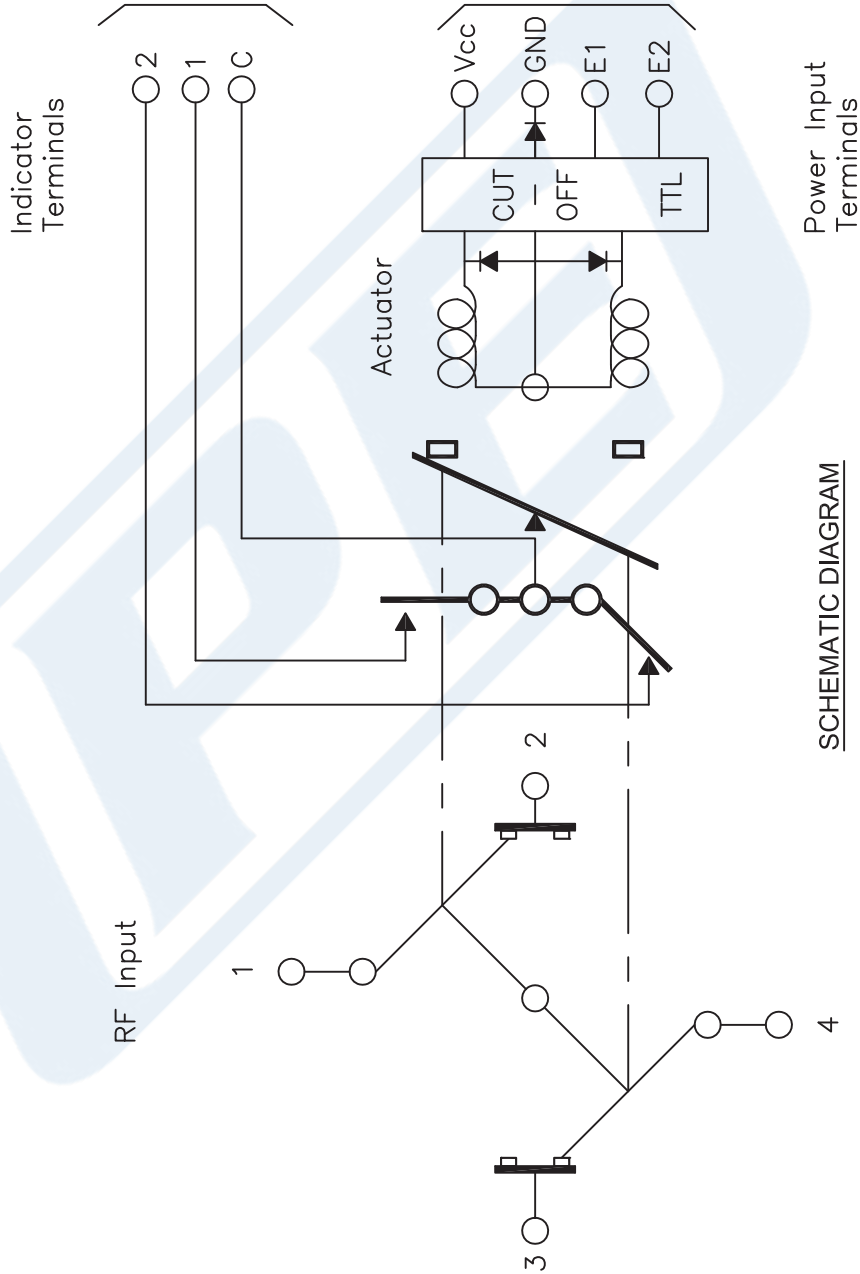 Indicator
Terminals
2
1
C
Vcc
GND
E1
E2
CUT
OFF
TTL
Actuator
Power Input
Terminals
RF Input
1
2
3
4
SCHEMATIC DIAGRAM
PEI